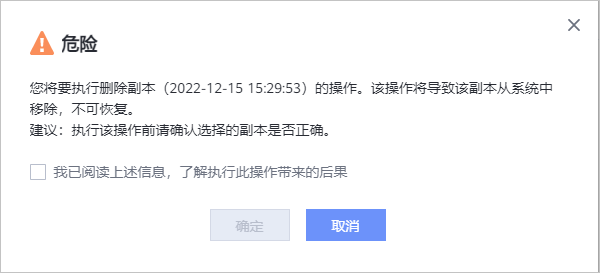 危险
您将要执行删除副本（2022-12-15 15:29:53）的操作。该操作将导致该副本从系统中
移除，不可恢复。
建议：执行该操作前请确认选择的副本是否正确。
我已阅读上述信息，了解执行此操作带来的后果
确定
取消